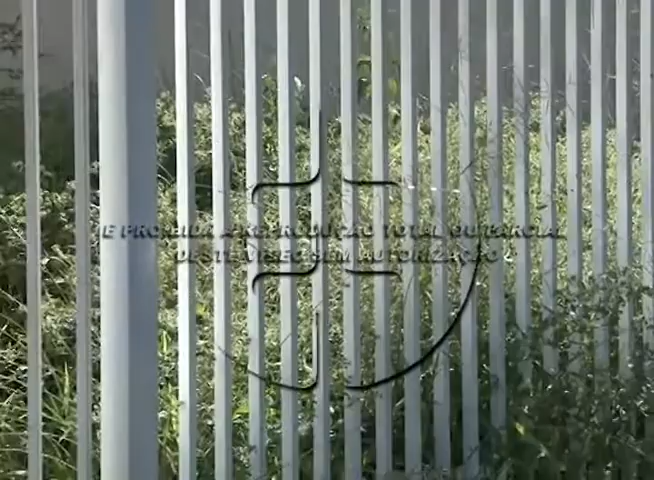 É PROIBIDA A REPRODUÇÃO TOTAL OU PARCIAL
DESTE VÍDEO SEM AUTORIZAÇÃO